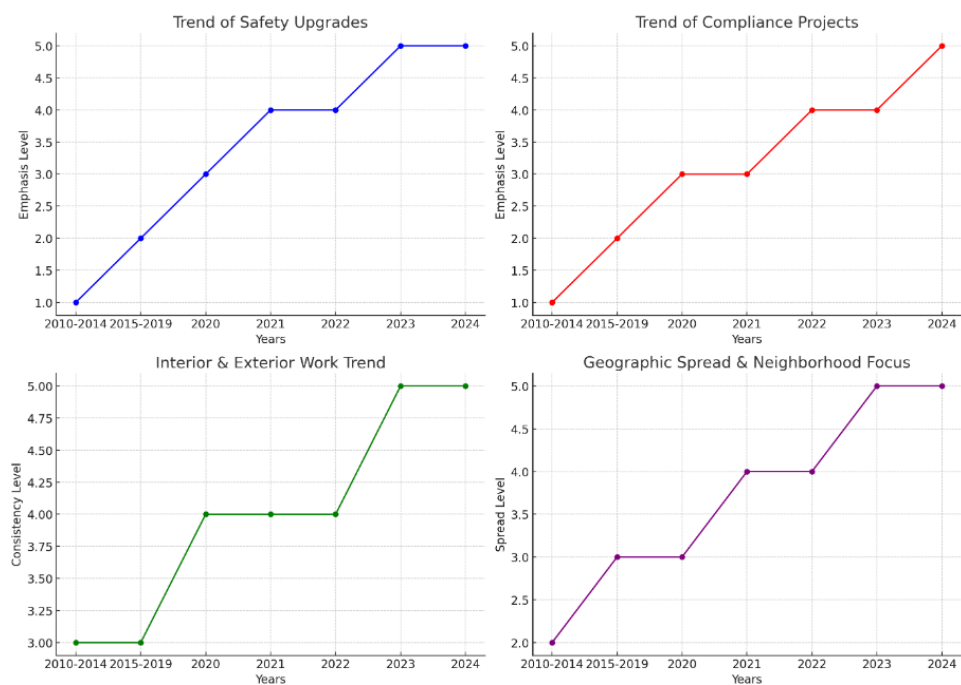 Trend of Safety Upgrades
Emphasis Level
5.0
4.5
4.0
3.5
3.0
2.5
2.0
1.5
1.0
2010-2014 2015-2019 2020 2021 2022 2023 2024
Years
Trend of Compliance Projects
Emphasis Level
5.0
4.5
4.0
3.5
3.0
2.5
2.0
1.5
1.0
2010-2014 2015-2019 2020 2021 2022 2023 2024
Years
Interior & Exterior Work Trend
Consistency Level
5.00
4.75
4.50
4.25
4.00
3.75
3.50
3.25
3.00
2010-2014 2015-2019 2020 2021 2022 2023 2024
Years
Geographic Spread & Neighborhood Focus
Spread Level
5.0
4.5
4.0
3.5
3.0
2.5
2.0
2010-2014 2015-2019 2020 2021 2022 2023 2024
Years